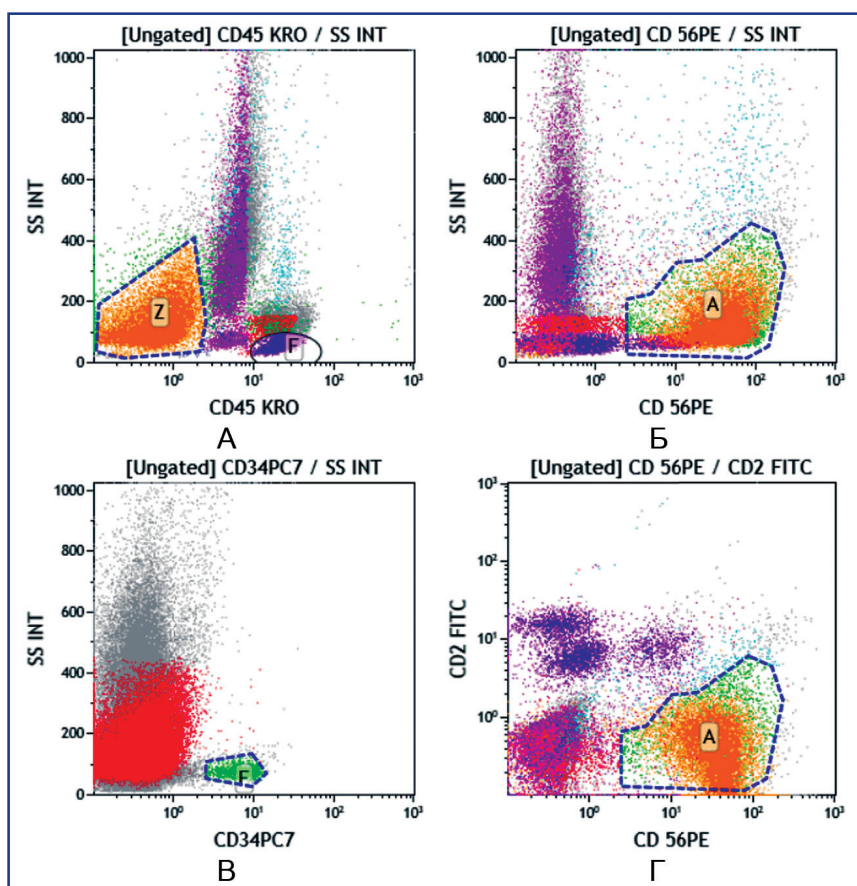 [Ungated] CD45 KRO / SS INT
1000
800
600
400
200
0
SS INT
Z
F
10⁰
10¹
10²
10³
CD45 KRO
А
[Ungated] CD 56PE / SS INT
1000
800
600
400
200
0
SS INT
A
10⁰
10¹
10²
10³
CD 56PE
Б
[Ungated] CD34PC7 / SS INT
1000
800
600
400
200
0
SS INT
10⁰
10¹
10²
10³
CD34PC7
В
[Ungated] CD 56PE / CD2 FITC
10³
10²
10¹
10⁰
CD2 FITC
A
10⁰
10¹
10²
10³
CD 56PE
Г